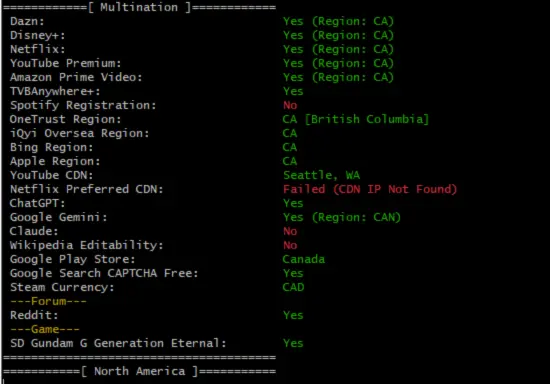 ============[ Multination ]============
Dazn: Yes (Region: CA)
Disney+: Yes (Region: CA)
Netflix: Yes (Region: CA)
YouTube Premium: Yes (Region: CA)
Amazon Prime Video: Yes (Region: CA)
TVBAnywhere+: Yes
Spotify Registration: No
OneTrust Region: CA [British Columbia]
iQyi Oversea Region: CA
Bing Region: CA
Apple Region: CA
YouTube CDN: Seattle, WA
Netflix Preferred CDN: Failed (CDN IP Not Found)
ChatGPT: Yes
Google Gemini: Yes (Region: CAN)
Claude: No
Wikipedia Editability: No
Google Play Store: Canada
Google Search CAPTCHA Free: Yes
Steam Currency: CAD
---Forum---
Reddit: Yes
---Game---
SD Gundam G Generation Eternal: Yes
=======================================
===========[ North America ]===========